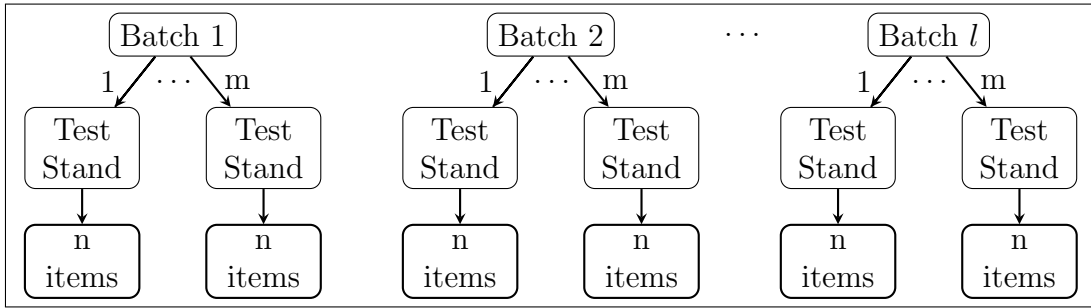 Batch 1 Batch 2 ⋯ Batch l
1 ⋯ m 1 ⋯ m 1 ⋯ m
Test Test Test Test Test Test
Stand Stand Stand Stand Stand Stand
n n n n n n
items items items items items items